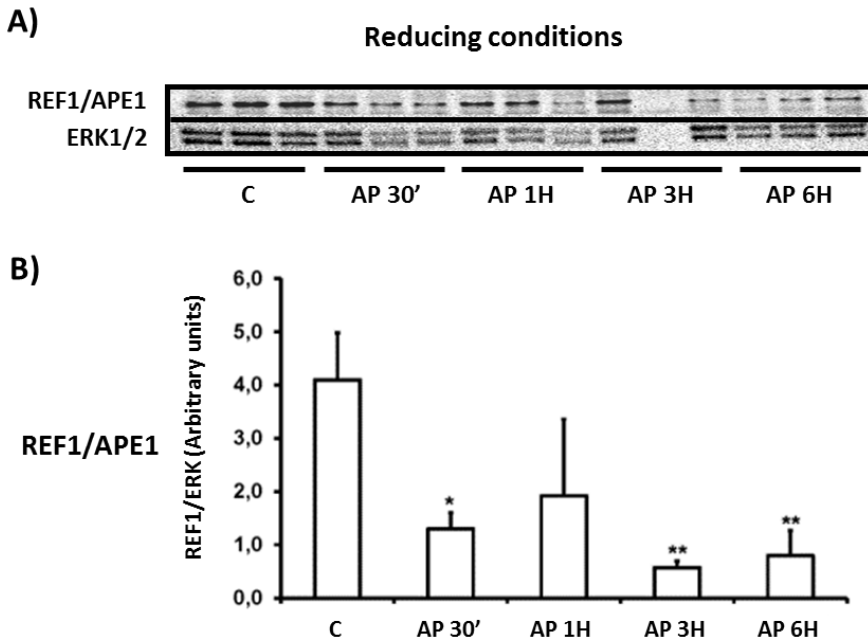 A)
Reducing conditions
REF1/APE1
ERK1/2
C AP 30’ AP 1H AP 3H AP 6H
B)
REF1/APE1
REF1/ERK (Arbitrary units)
6,0
5,0
4,0
3,0
2,0
1,0
0,0
*
**
**
C AP 30’ AP 1H AP 3H AP 6H